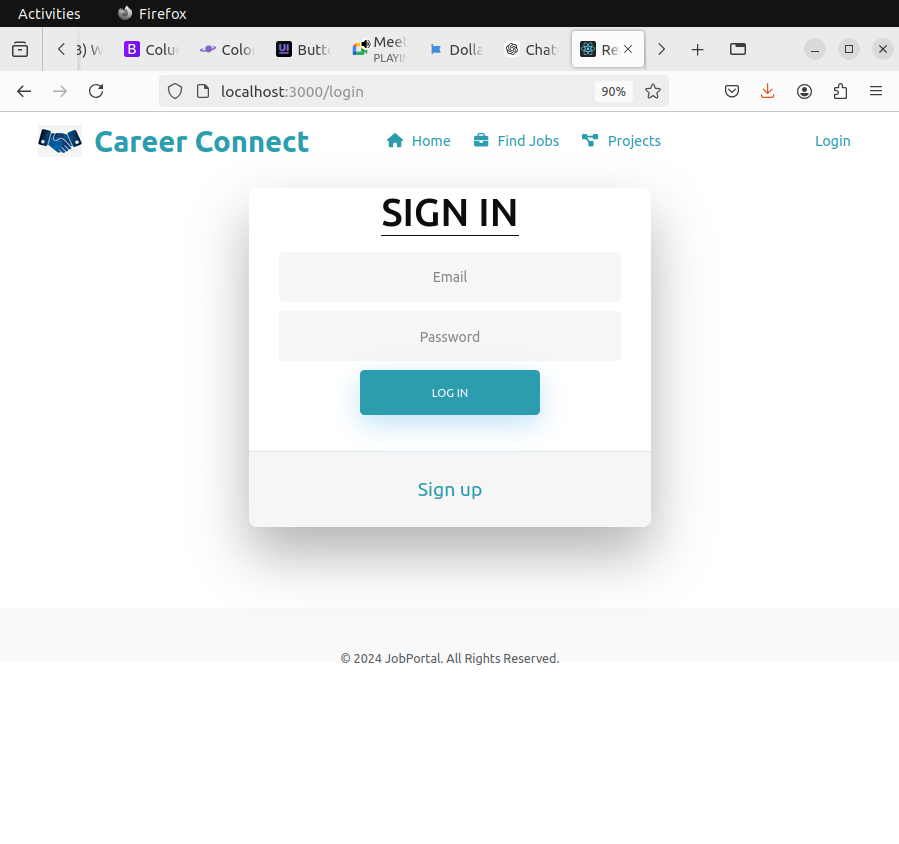 Activities Firefox
3) W Colu Colo Butt Meet Dolla Chat Re
PLAYIN
localhost:3000/login 90%
Career Connect Home Find Jobs Projects Login
SIGN IN
Email
Password
LOG IN
Sign up
© 2024 JobPortal. All Rights Reserved.